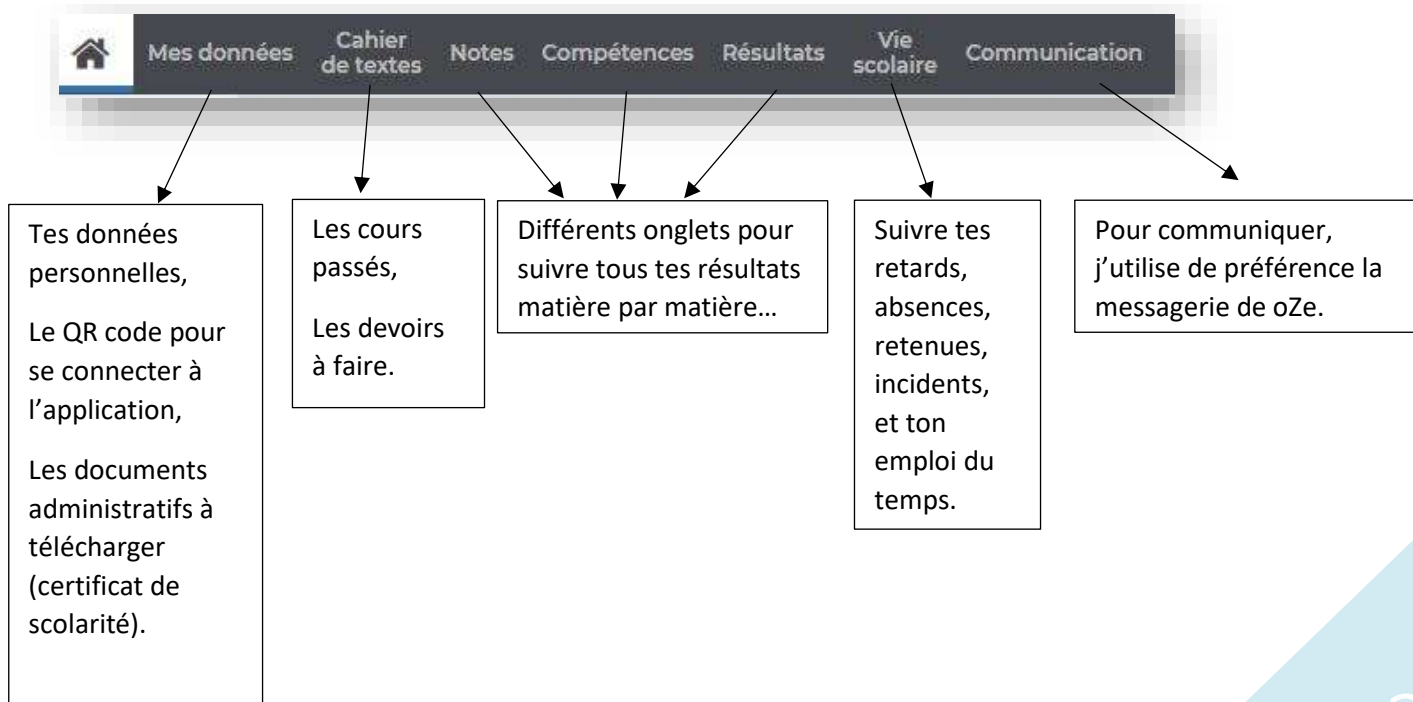 Mes données
Cahier
de textes
Notes
Compétences
Résultats
Vie
scolaire
Communication
Tes données
personnelles,
Le QR code pour
se connecter à
l’application,
Les documents
administratifs à
télécharger
(certificat de
scolarité).
Les cours
passés,
Les devoirs
à faire.
Différents onglets pour
suivre tous tes résultats
matière par matière…
Suivre tes
retards,
absences,
retenues,
incidents,
et ton
emploi du
temps.
Pour communiquer,
j’utilise de préférence la
messagerie de oZe.